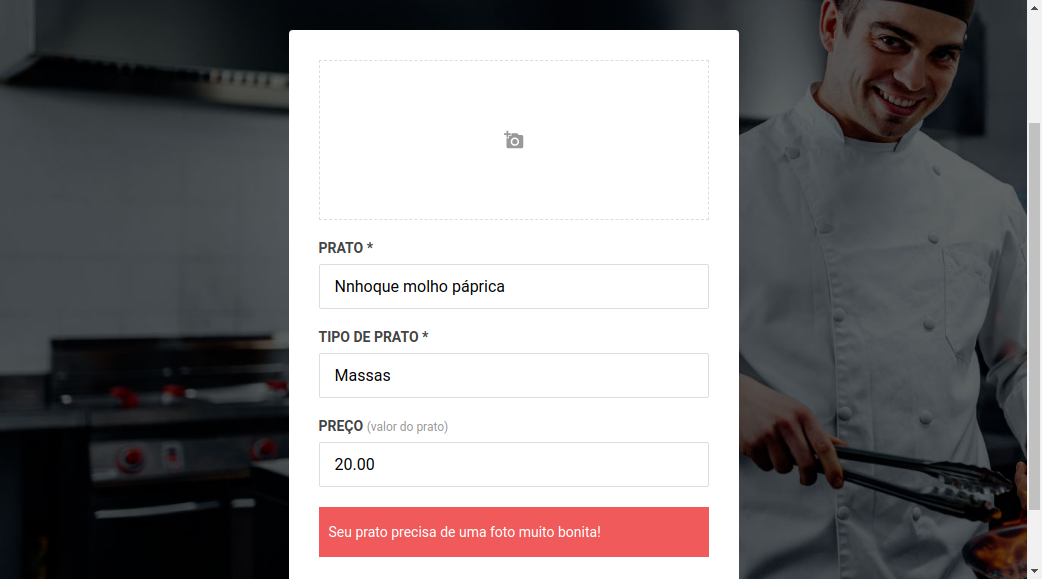 PRATO *
Nnhoque molho páprica
TIPO DE PRATO *
Massas
PREÇO (valor do prato)
20.00
Seu prato precisa de uma foto muito bonita!